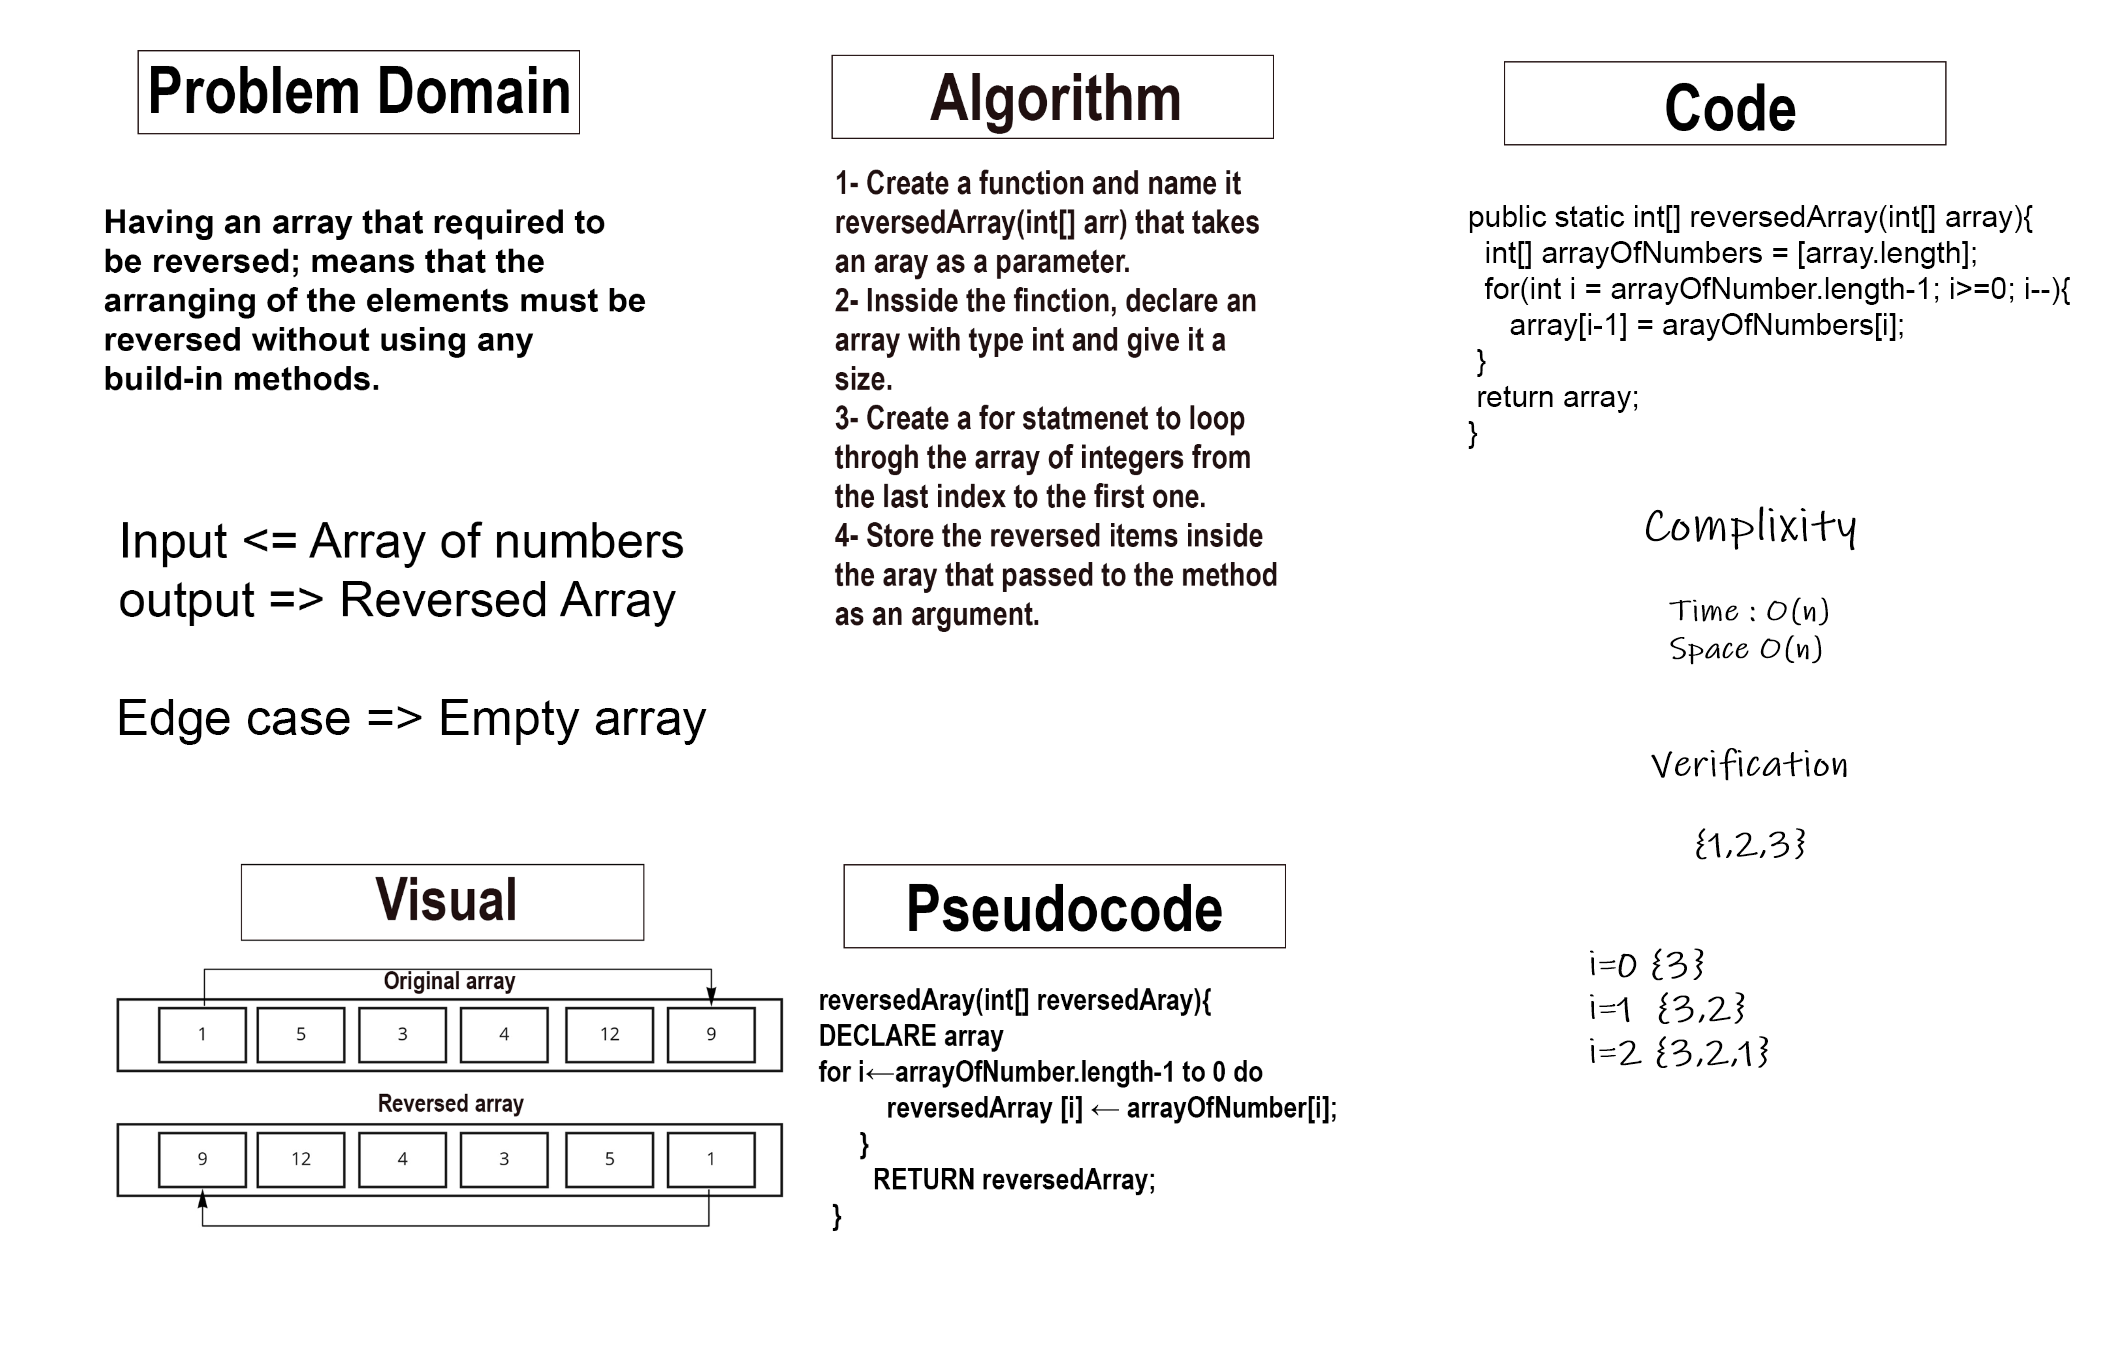 Problem Domain
Having an array that required to
be reversed; means that the
arranging of the elements must be
reversed without using any
build-in methods.
Input <= Array of numbers
output => Reversed Array
Edge case => Empty array
Visual
Original array
1 5 3 4 12 9
Reversed array
9 12 4 3 5 1
Algorithm
1- Create a function and name it
reversedArray(int[] arr) that takes
an aray as a parameter.
2- Insside the finction, declare an
array with type int and give it a
size.
3- Create a for statmenet to loop
throgh the array of integers from
the last index to the first one.
4- Store the reversed items inside
the aray that passed to the method
as an argument.
Pseudocode
reversedAray(int[] reversedAray){
DECLARE array
for i←arrayOfNumber.length-1 to 0 do
reversedArray [i] ← arrayOfNumber[i];
}
RETURN reversedArray;
}
Code
public static int[] reversedArray(int[] array){
int[] arrayOfNumbers = [array.length];
for(int i = arrayOfNumber.length-1; i>=0; i--){
array[i-1] = arayOfNumbers[i];
}
return array;
}
Complixity
Time : O(n)
Space O(n)
Verification
{1,2,3}
i=0 {3}
i=1 {3,2}
i=2 {3,2,1}